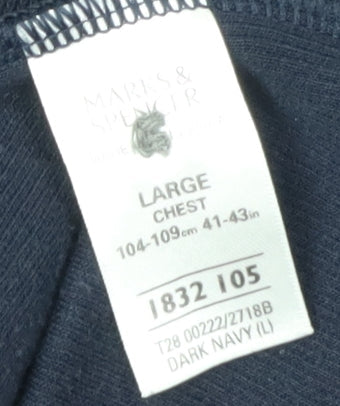 MARKS &
SPENCER
LARGE
CHEST
104-109cm 41-43in
1832 105
T28 00222/2718B
DARK NAVY (L)